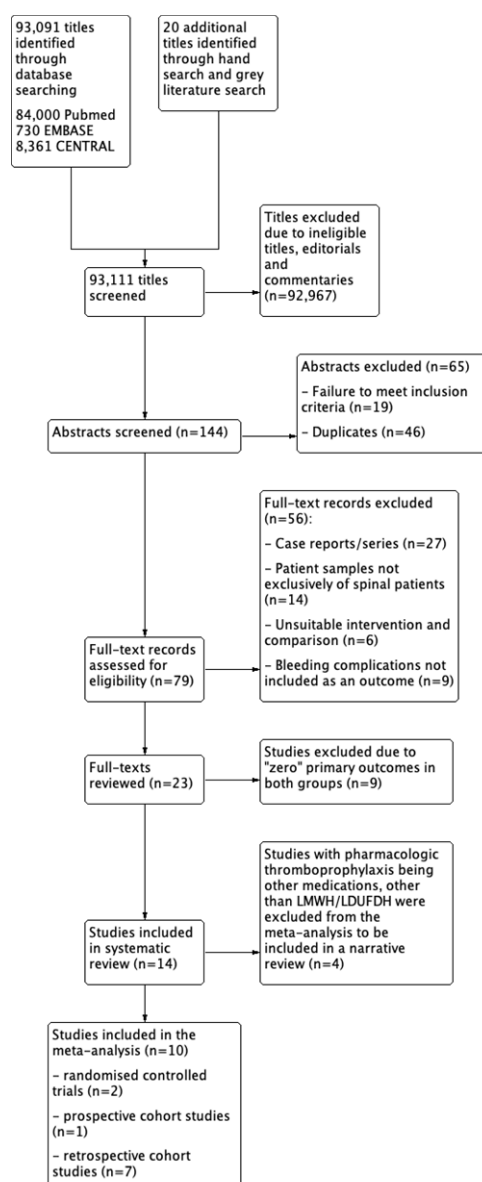 93,091 titles
identified
through
database
searching
84,000 Pubmed
730 EMBASE
8,361 CENTRAL
20 additional
titles identified
through hand
search and grey
literature search
Titles excluded
due to ineligible
titles, editorials
and
commentaries
(n=92,967)
93,111 titles
screened
Abstracts excluded (n=65)
- Failure to meet inclusion
criteria (n=19)
- Duplicates (n=46)
Abstracts screened (n=144)
Full-text records excluded
(n=56):
- Case reports/series (n=27)
- Patient samples not
exclusively of spinal patients
(n=14)
- Unsuitable intervention and
comparison (n=6)
- Bleeding complications not
included as an outcome (n=9)
Full-text records
assessed for
eligibility (n=79)
Full-texts
reviewed (n=23)
Studies excluded due to
"zero" primary outcomes in
both groups (n=9)
Studies with pharmacologic
thromboprophylaxis being
other medications, other
than LMWH/LDUFDH were
excluded from the
meta-analysis to be
included in a narrative
review (n=4)
Studies included
in systematic
review (n=14)
Studies included in the
meta-analysis (n=10)
- randomised controlled
trials (n=2)
- prospective cohort studies
(n=1)
- retrospective cohort
studies (n=7)